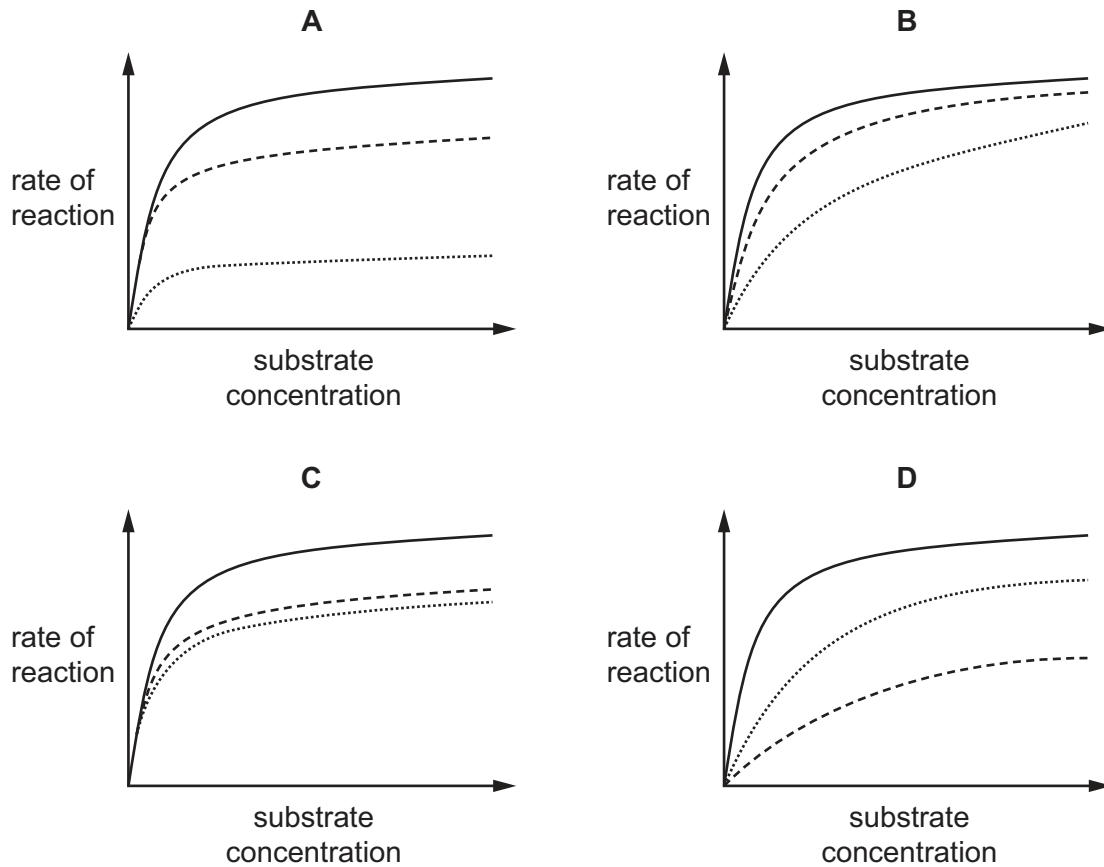 A
rate of
reaction
substrate
concentration
B
rate of
reaction
substrate
concentration
C
rate of
reaction
substrate
concentration
D
rate of
reaction
substrate
concentration